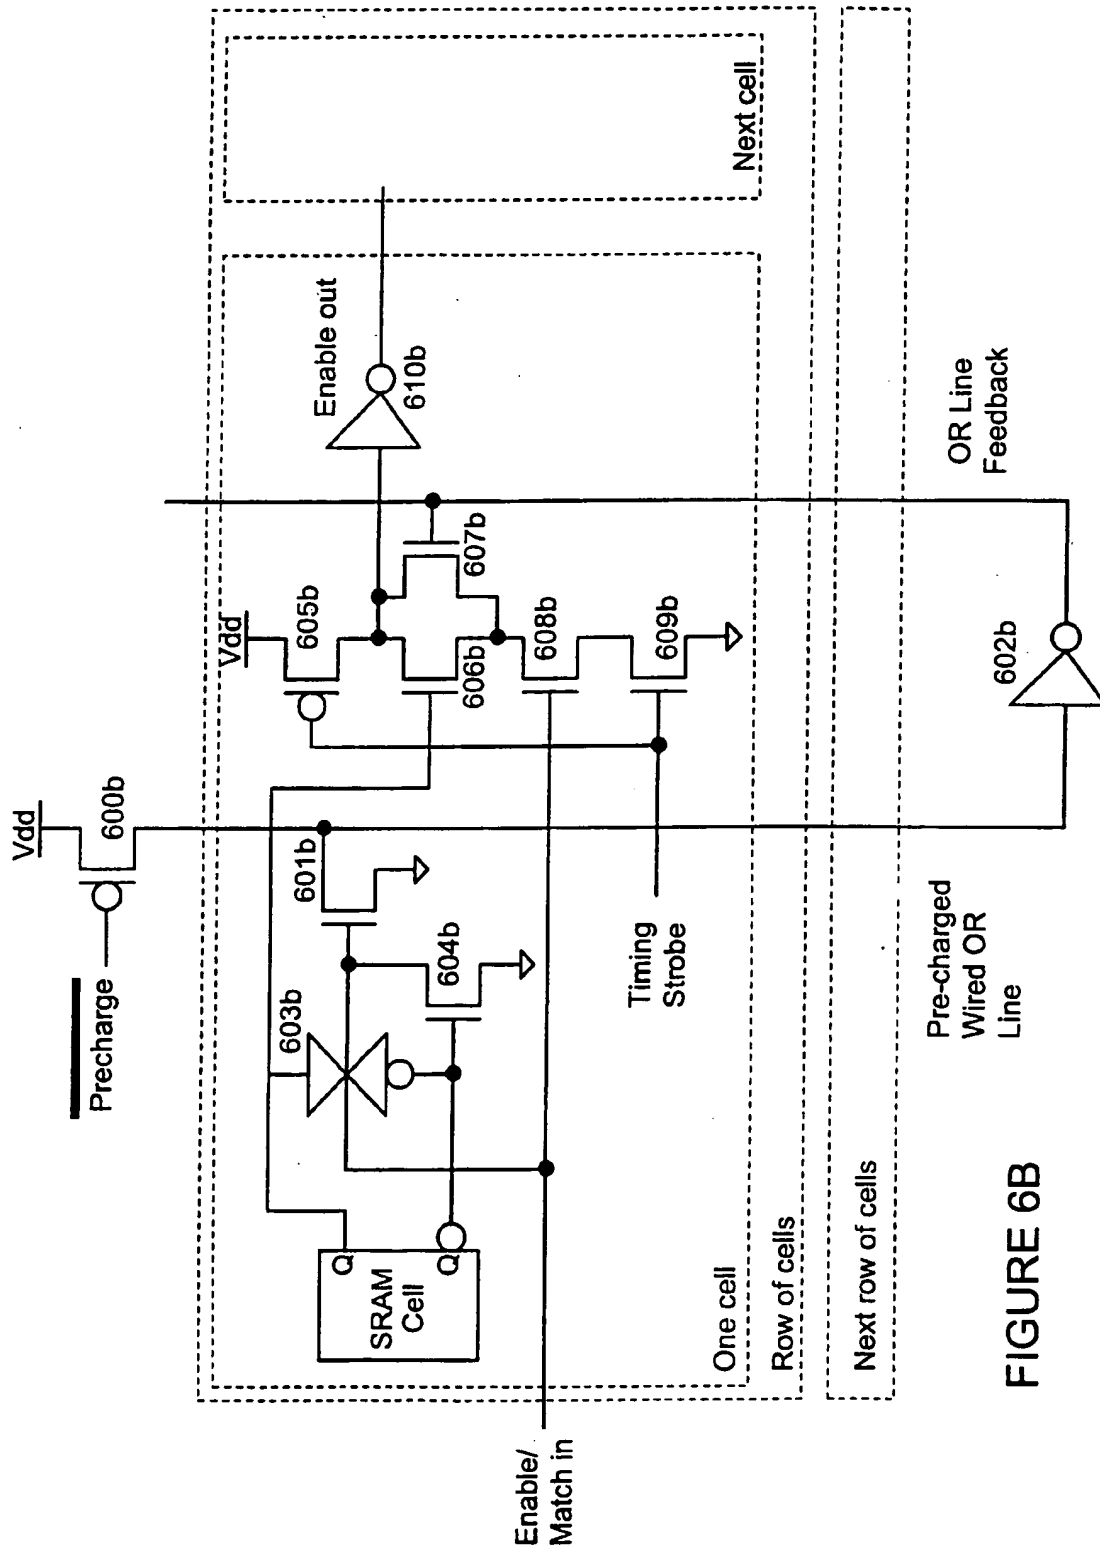 Vdd
600b
Precharge
Vdd
605b
601b
603b
604b
606b
607b
608b
609b
Enable out
610b
Next cell
SRAM
Cell
Q
Q
Timing
Strobe
One cell
Row of cells
Next row of cells
Enable/
Match in
Pre-charged
Wired OR
Line
OR Line
Feedback
602b
FIGURE 6B